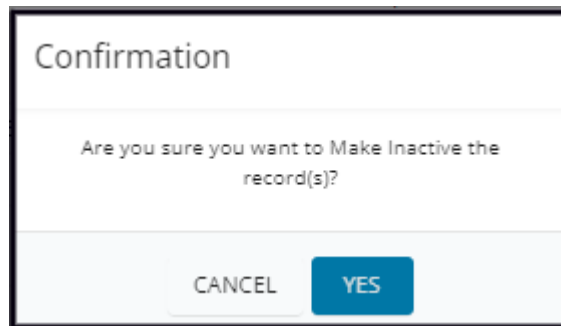 Confirmation
Are you sure you want to Make Inactive the
record(s)?
CANCEL
YES